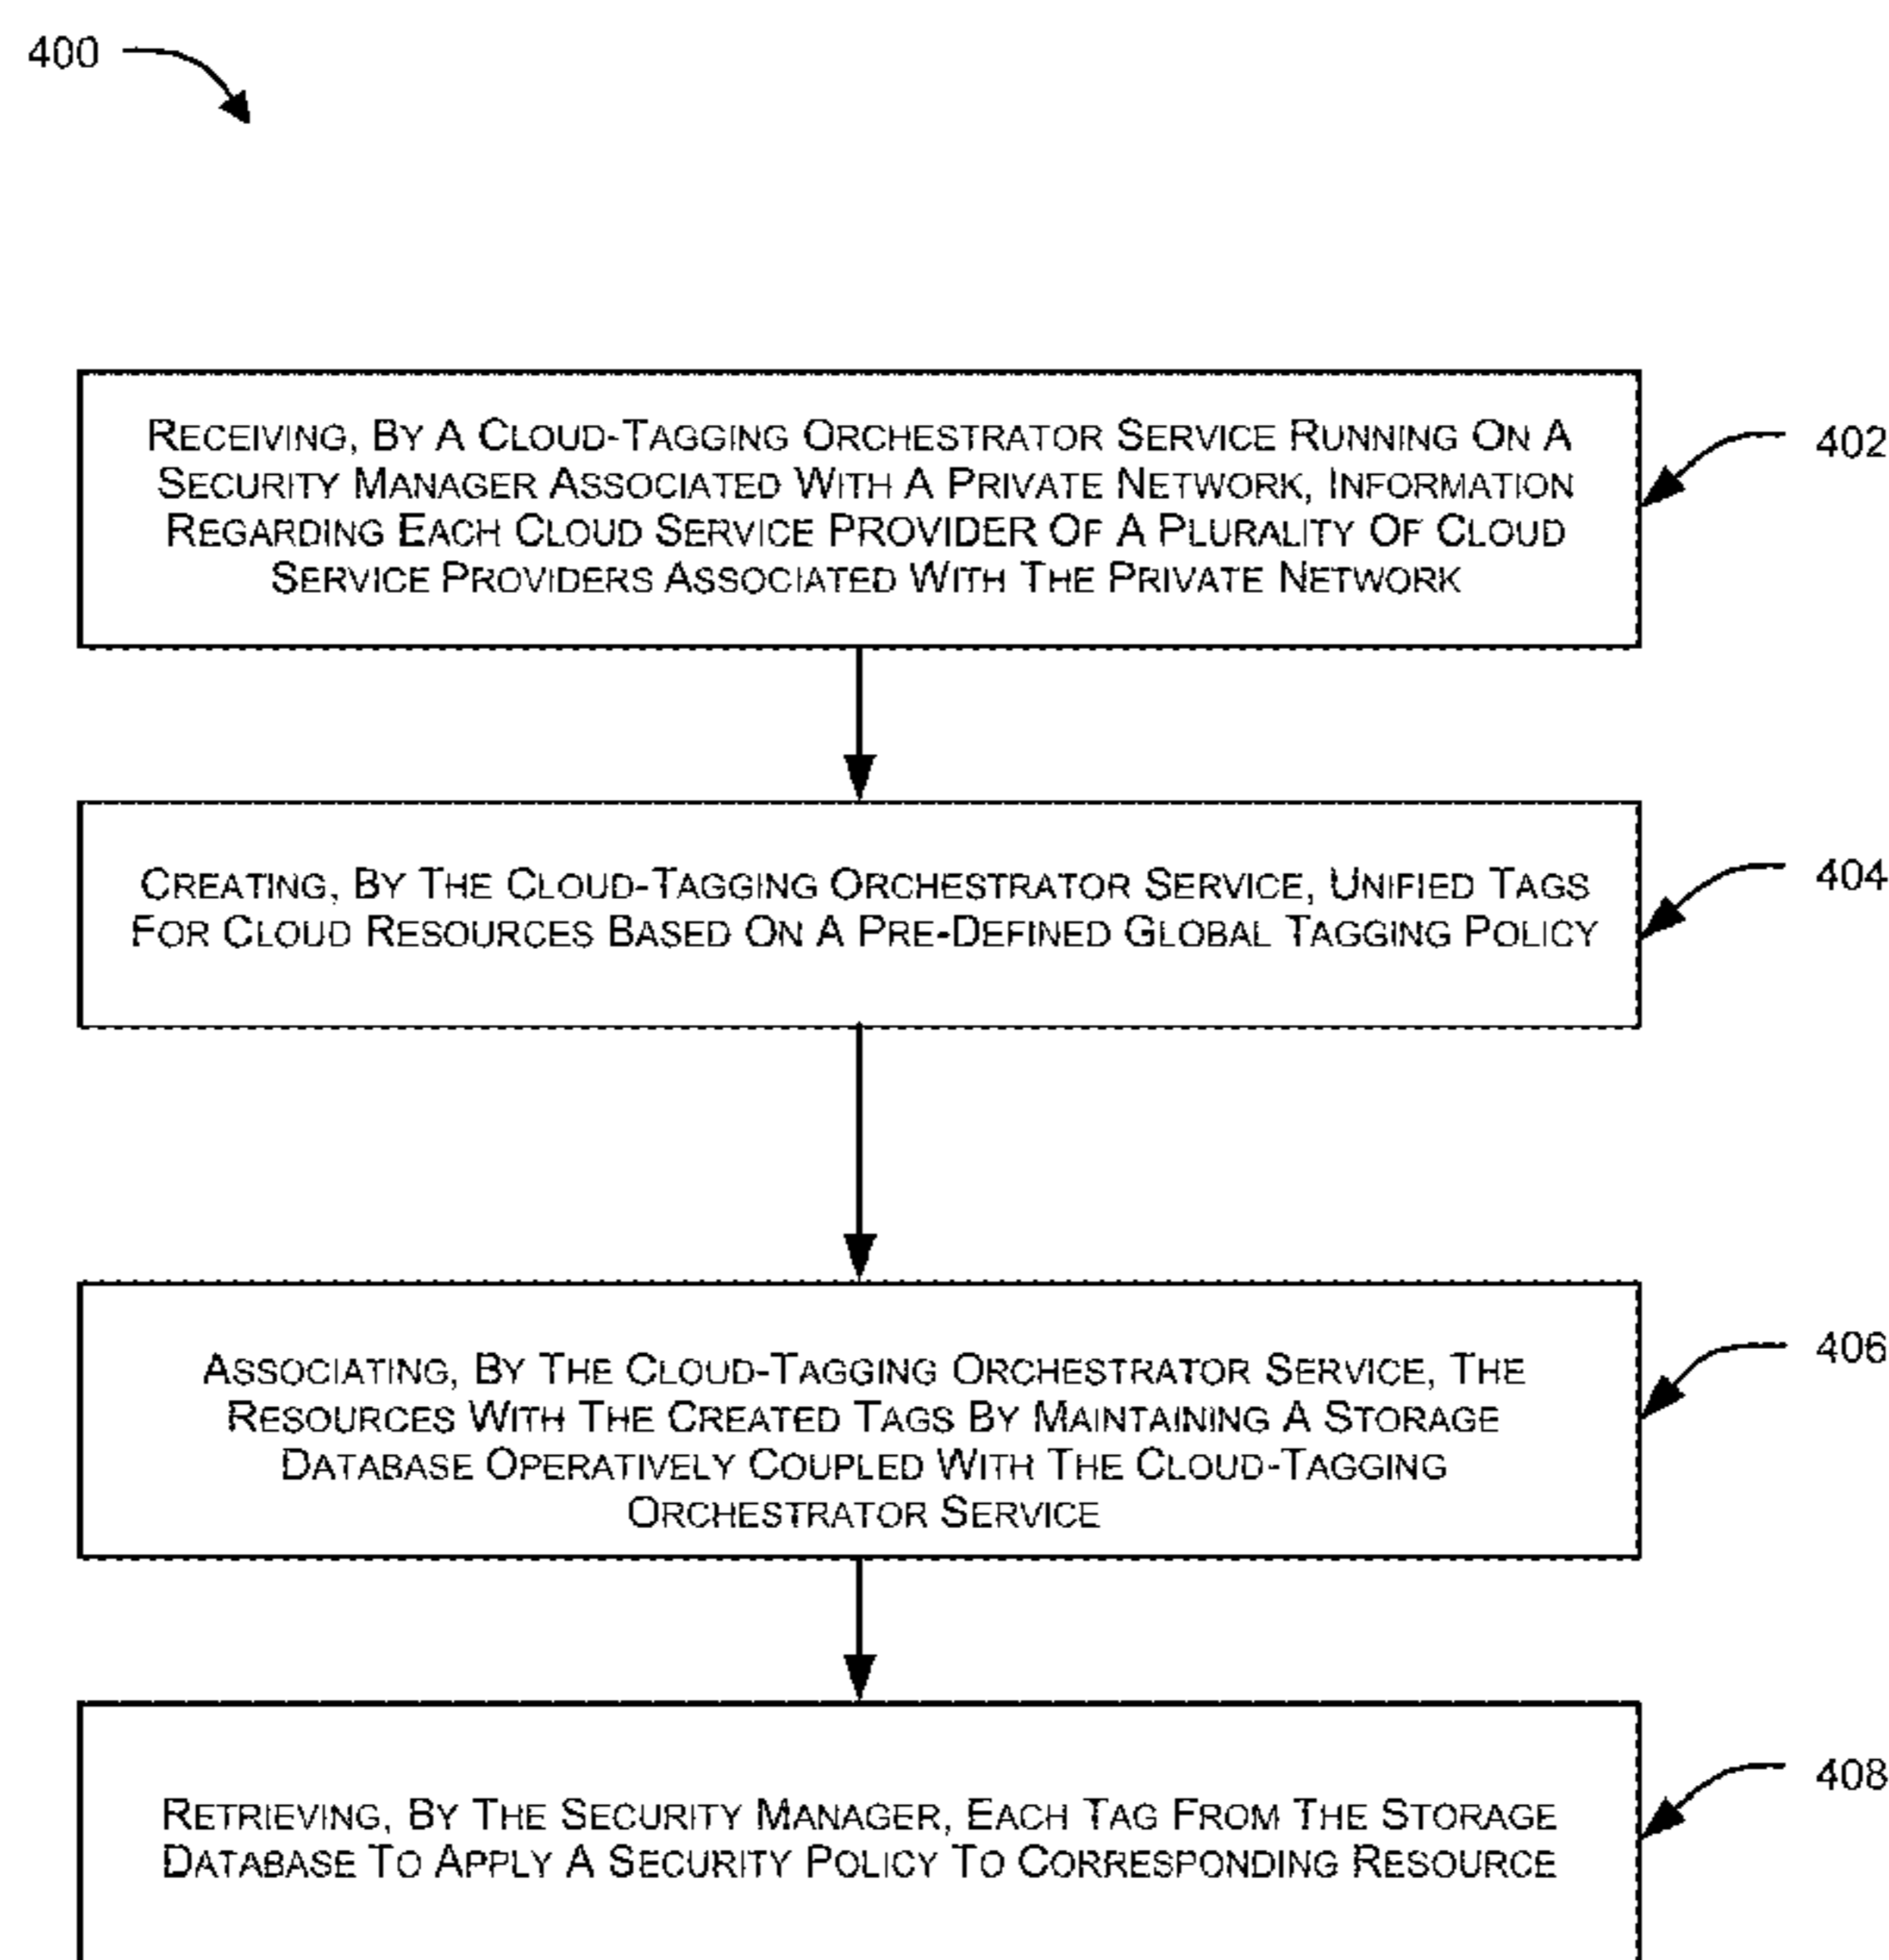 400
RECEIVING, BY A CLOUD-TAGGING ORCHESTRATOR SERVICE RUNNING ON A
SECURITY MANAGER ASSOCIATED WITH A PRIVATE NETWORK, INFORMATION
REGARDING EACH CLOUD SERVICE PROVIDER OF A PLURALITY OF CLOUD
SERVICE PROVIDERS ASSOCIATED WITH THE PRIVATE NETWORK
402
CREATING, BY THE CLOUD-TAGGING ORCHESTRATOR SERVICE, UNIFIED TAGS
FOR CLOUD RESOURCES BASED ON A PRE-DEFINED GLOBAL TAGGING POLICY
404
ASSOCIATING, BY THE CLOUD-TAGGING ORCHESTRATOR SERVICE, THE
RESOURCES WITH THE CREATED TAGS BY MAINTAINING A STORAGE
DATABASE OPERATIVELY COUPLED WITH THE CLOUD-TAGGING
ORCHESTRATOR SERVICE
406
RETRIEVING, BY THE SECURITY MANAGER, EACH TAG FROM THE STORAGE
DATABASE TO APPLY A SECURITY POLICY TO CORRESPONDING RESOURCE
408